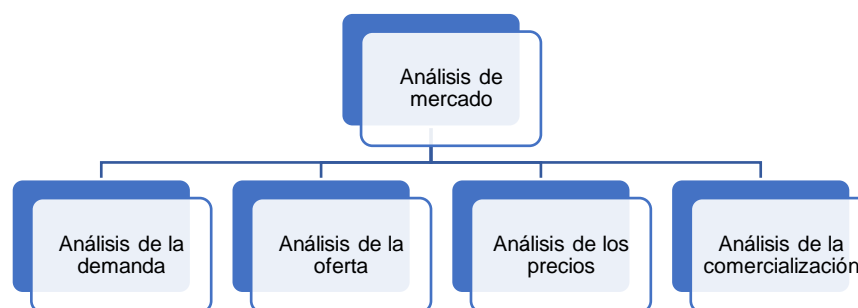 Análisis de
mercado
Análisis de la
demanda
Análisis de la
oferta
Análisis de los
precios
Análisis de la
comercialización